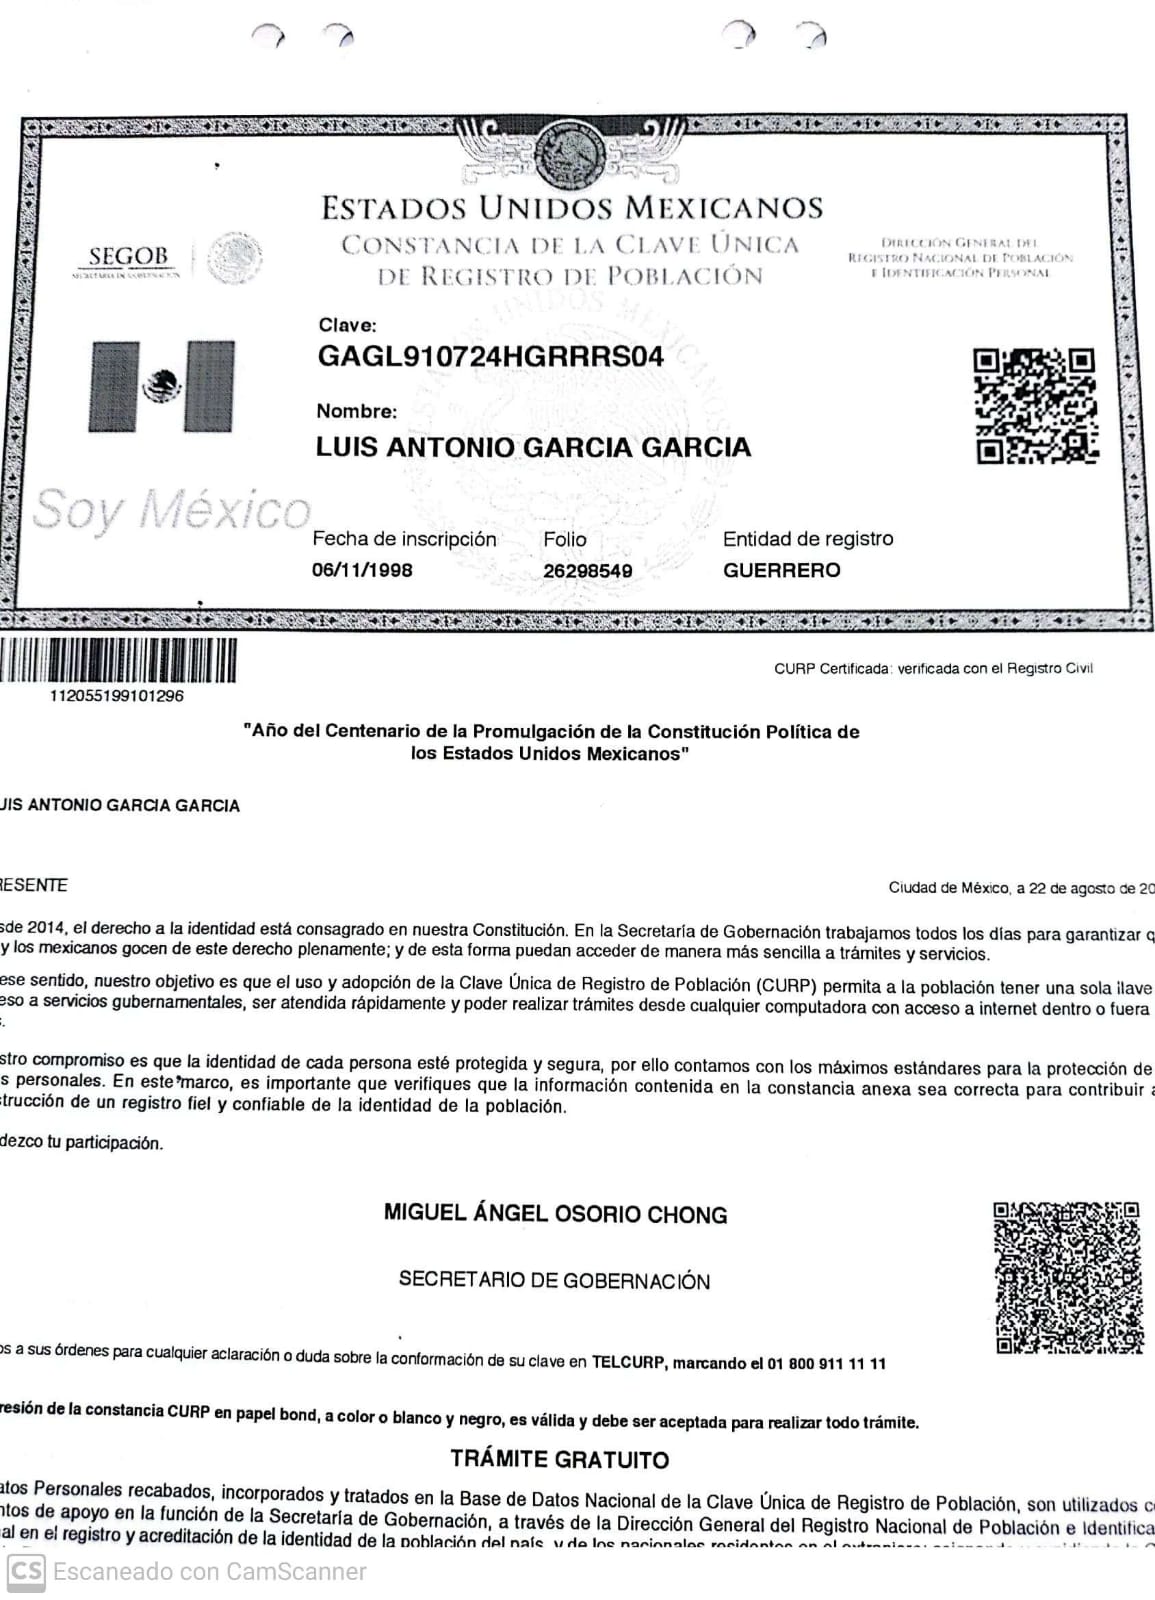 ESTADOS UNIDOS MEXICANOS
CONSTANCIA DE LA CLAVE ÚNICA
DE REGISTRO DE POBLACIÓN
SEGOB
SECRETARÍA DE GOBERNACIÓN
DIRECCIÓN GENERAL DEL
REGISTRO NACIONAL DE POBLACIÓN
E IDENTIFICACIÓN PERSONAL
Clave:
GAGL910724HGRRRS04
Nombre:
LUIS ANTONIO GARCIA GARCIA
Soy México
Fecha de inscripción Folio Entidad de registro
06/11/1998 26298549 GUERRERO
112055199101296
CURP Certificada: verificada con el Registro Civil
"Año del Centenario de la Promulgación de la Constitución Política de
los Estados Unidos Mexicanos"
UIS ANTONIO GARCIA GARCIA
RESENTE
Ciudad de México, a 22 de agosto de 20
sde 2014, el derecho a la identidad está consagrado en nuestra Constitución. En la Secretaría de Gobernación trabajamos todos los días para garantizar q
y los mexicanos gocen de este derecho plenamente; y de esta forma puedan acceder de manera más sencilla a trámites y servicios.
ese sentido, nuestro objetivo es que el uso y adopción de la Clave Única de Registro de Población (CURP) permita a la población tener una sola llave
eso a servicios gubernamentales, ser atendida rápidamente y poder realizar trámites desde cualquier computadora con acceso a internet dentro o fuera
s.
stro compromiso es que la identidad de cada persona esté protegida y segura, por ello contamos con los máximos estándares para la protección de
s personales. En este marco, es importante que verifiques que la información contenida en la constancia anexa sea correcta para contribuir a
strucción de un registro fiel y confiable de la identidad de la población.
dezco tu participación.
MIGUEL ÁNGEL OSORIO CHONG
SECRETARIO DE GOBERNACIÓN
os a sus órdenes para cualquier aclaración o duda sobre la conformación de su clave en TELCURP, marcando el 01 800 911 11 11
resión de la constancia CURP en papel bond, a color o blanco y negro, es válida y debe ser aceptada para realizar todo trámite.
TRÁMITE GRATUITO
atos Personales recabados, incorporados y tratados en la Base de Datos Nacional de la Clave Única de Registro de Población, son utilizados c
ntos de apoyo en la función de la Secretaría de Gobernación, a través de la Dirección General del Registro Nacional de Población e Identifica
al en el registro y acreditación de la identidad de la población del país, y de los nacionales residentes en el
CS Escaneado con CamScanner